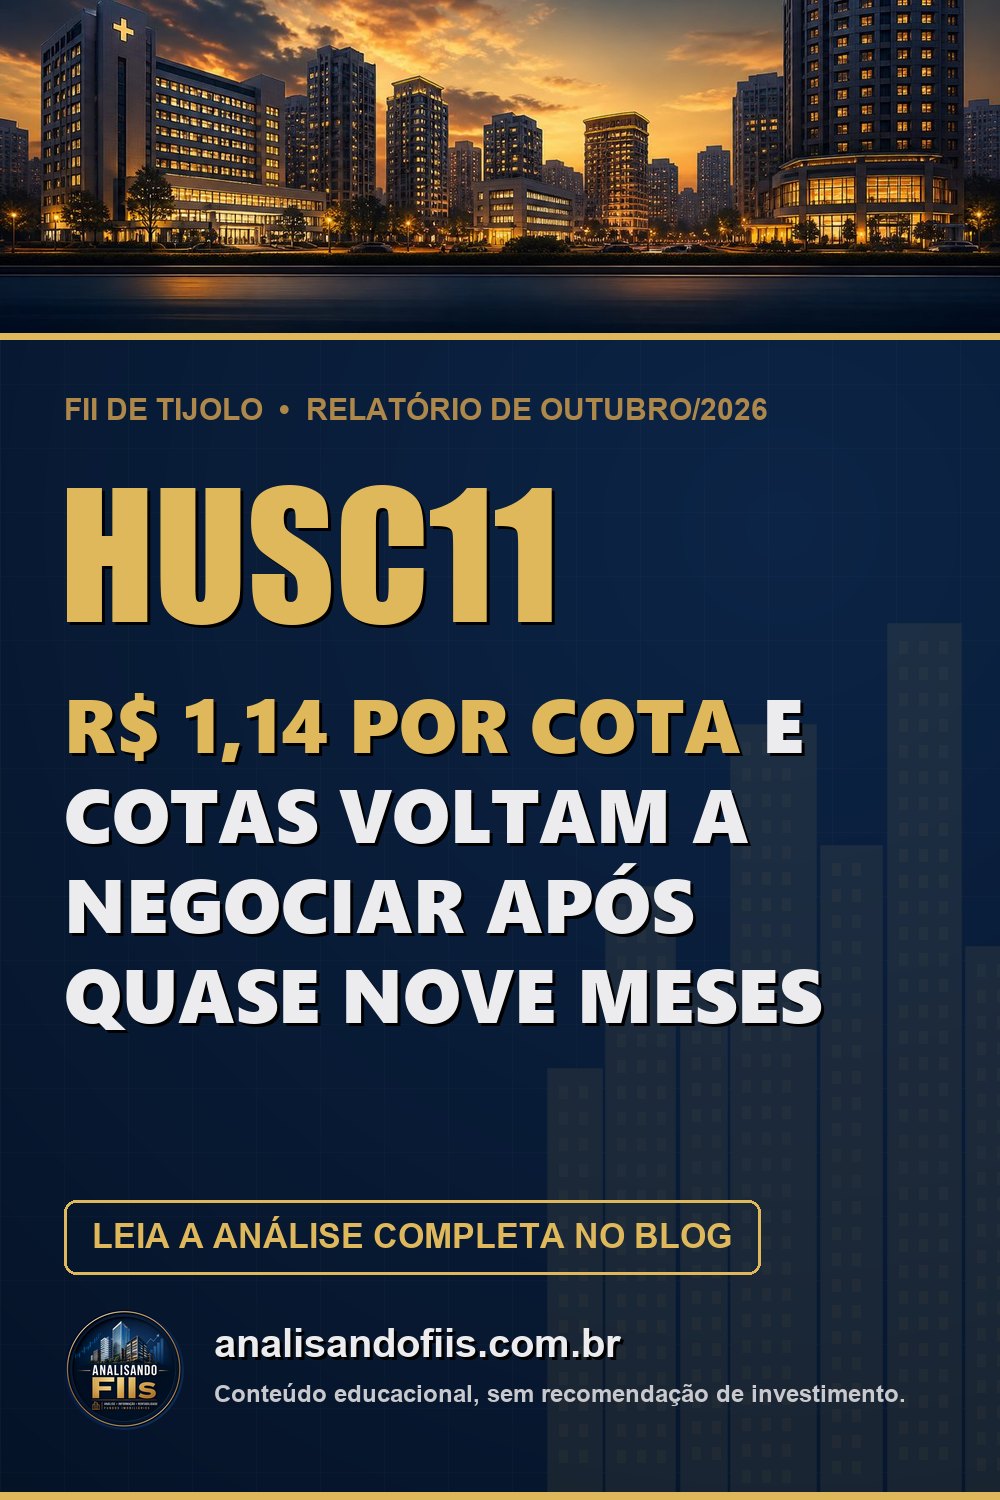 FII DE TIJOLO • RELATÓRIO DE OUTUBRO/2026
HUSC11
R$ 1,14 POR COTA E
COTAS VOLTAM A
NEGOCIAR APÓS
QUASE NOVE MESES
LEIA A ANÁLISE COMPLETA NO BLOG
ANALISANDO
FIIs
analisandofiis.com.br
Conteúdo educacional, sem recomendação de investimento.